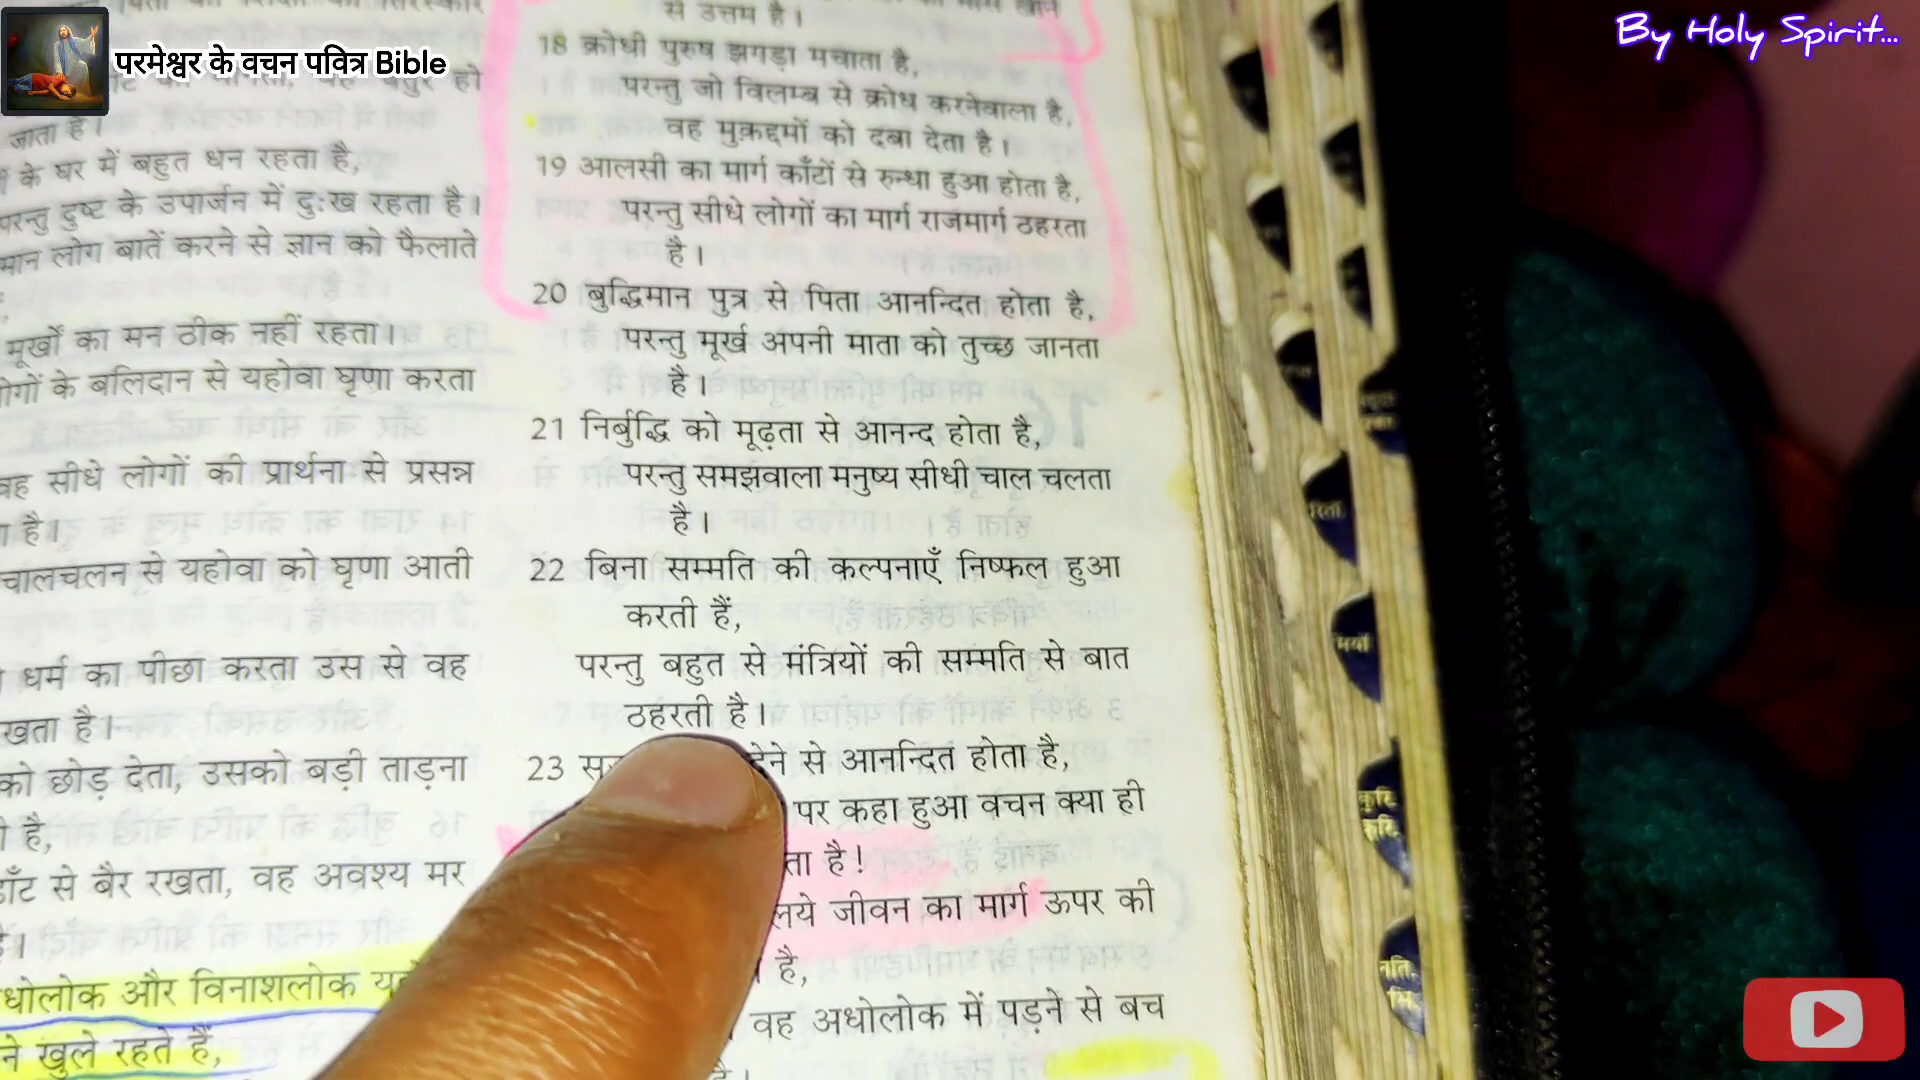 परमेश्वर के वचन पवित्र Bible
By Holy Spirit...
जाता है।
के घर में बहुत धन रहता है,
परन्तु दुष्ट के उपार्जन में दुःख रहता है।
मान लोग बातें करने से ज्ञान को फैलाते
मूर्खों का मन ठीक नहीं रहता।
के बलिदान से यहोवा घृणा करता
वह सीधे लोगों की प्रार्थना से प्रसन्न
है।
चालचलन से यहोवा को घृणा आती
धर्म का पीछा करता उस से वह
है।
को छोड़ देता, उसको बड़ी ताड़ना
है,
से बैर रखता, वह अवश्य मर
है।
और विनाशलोक
खुले रहते हैं,
से उत्तम है।
18 क्रोधी पुरुष झगड़ा मचाता है,
परन्तु जो विलम्ब से क्रोध करनेवाला है,
वह मुक़द्दमों को दबा देता है।
19 आलसी का मार्ग काँटों से रुन्धा हुआ होता है,
परन्तु सीधे लोगों का मार्ग राजमार्ग ठहरता
है।
20 बुद्धिमान पुत्र से पिता आनन्दित होता है,
परन्तु मूर्ख अपनी माता को तुच्छ जानता
है।
21 निर्बुद्धि को मूढ़ता से आनन्द होता है,
परन्तु समझवाला मनुष्य सीधी चाल चलता
है।
22 बिना सम्मति की कल्पनाएँ निष्फल हुआ
करती हैं,
परन्तु बहुत से मंत्रियों की सम्मति से बात
ठहरती है।
23 देने से आनन्दित होता है,
पर कहा हुआ वचन क्या ही
है!
जीवन का मार्ग ऊपर की
है,
वह अधोलोक में पड़ने से बच
है।